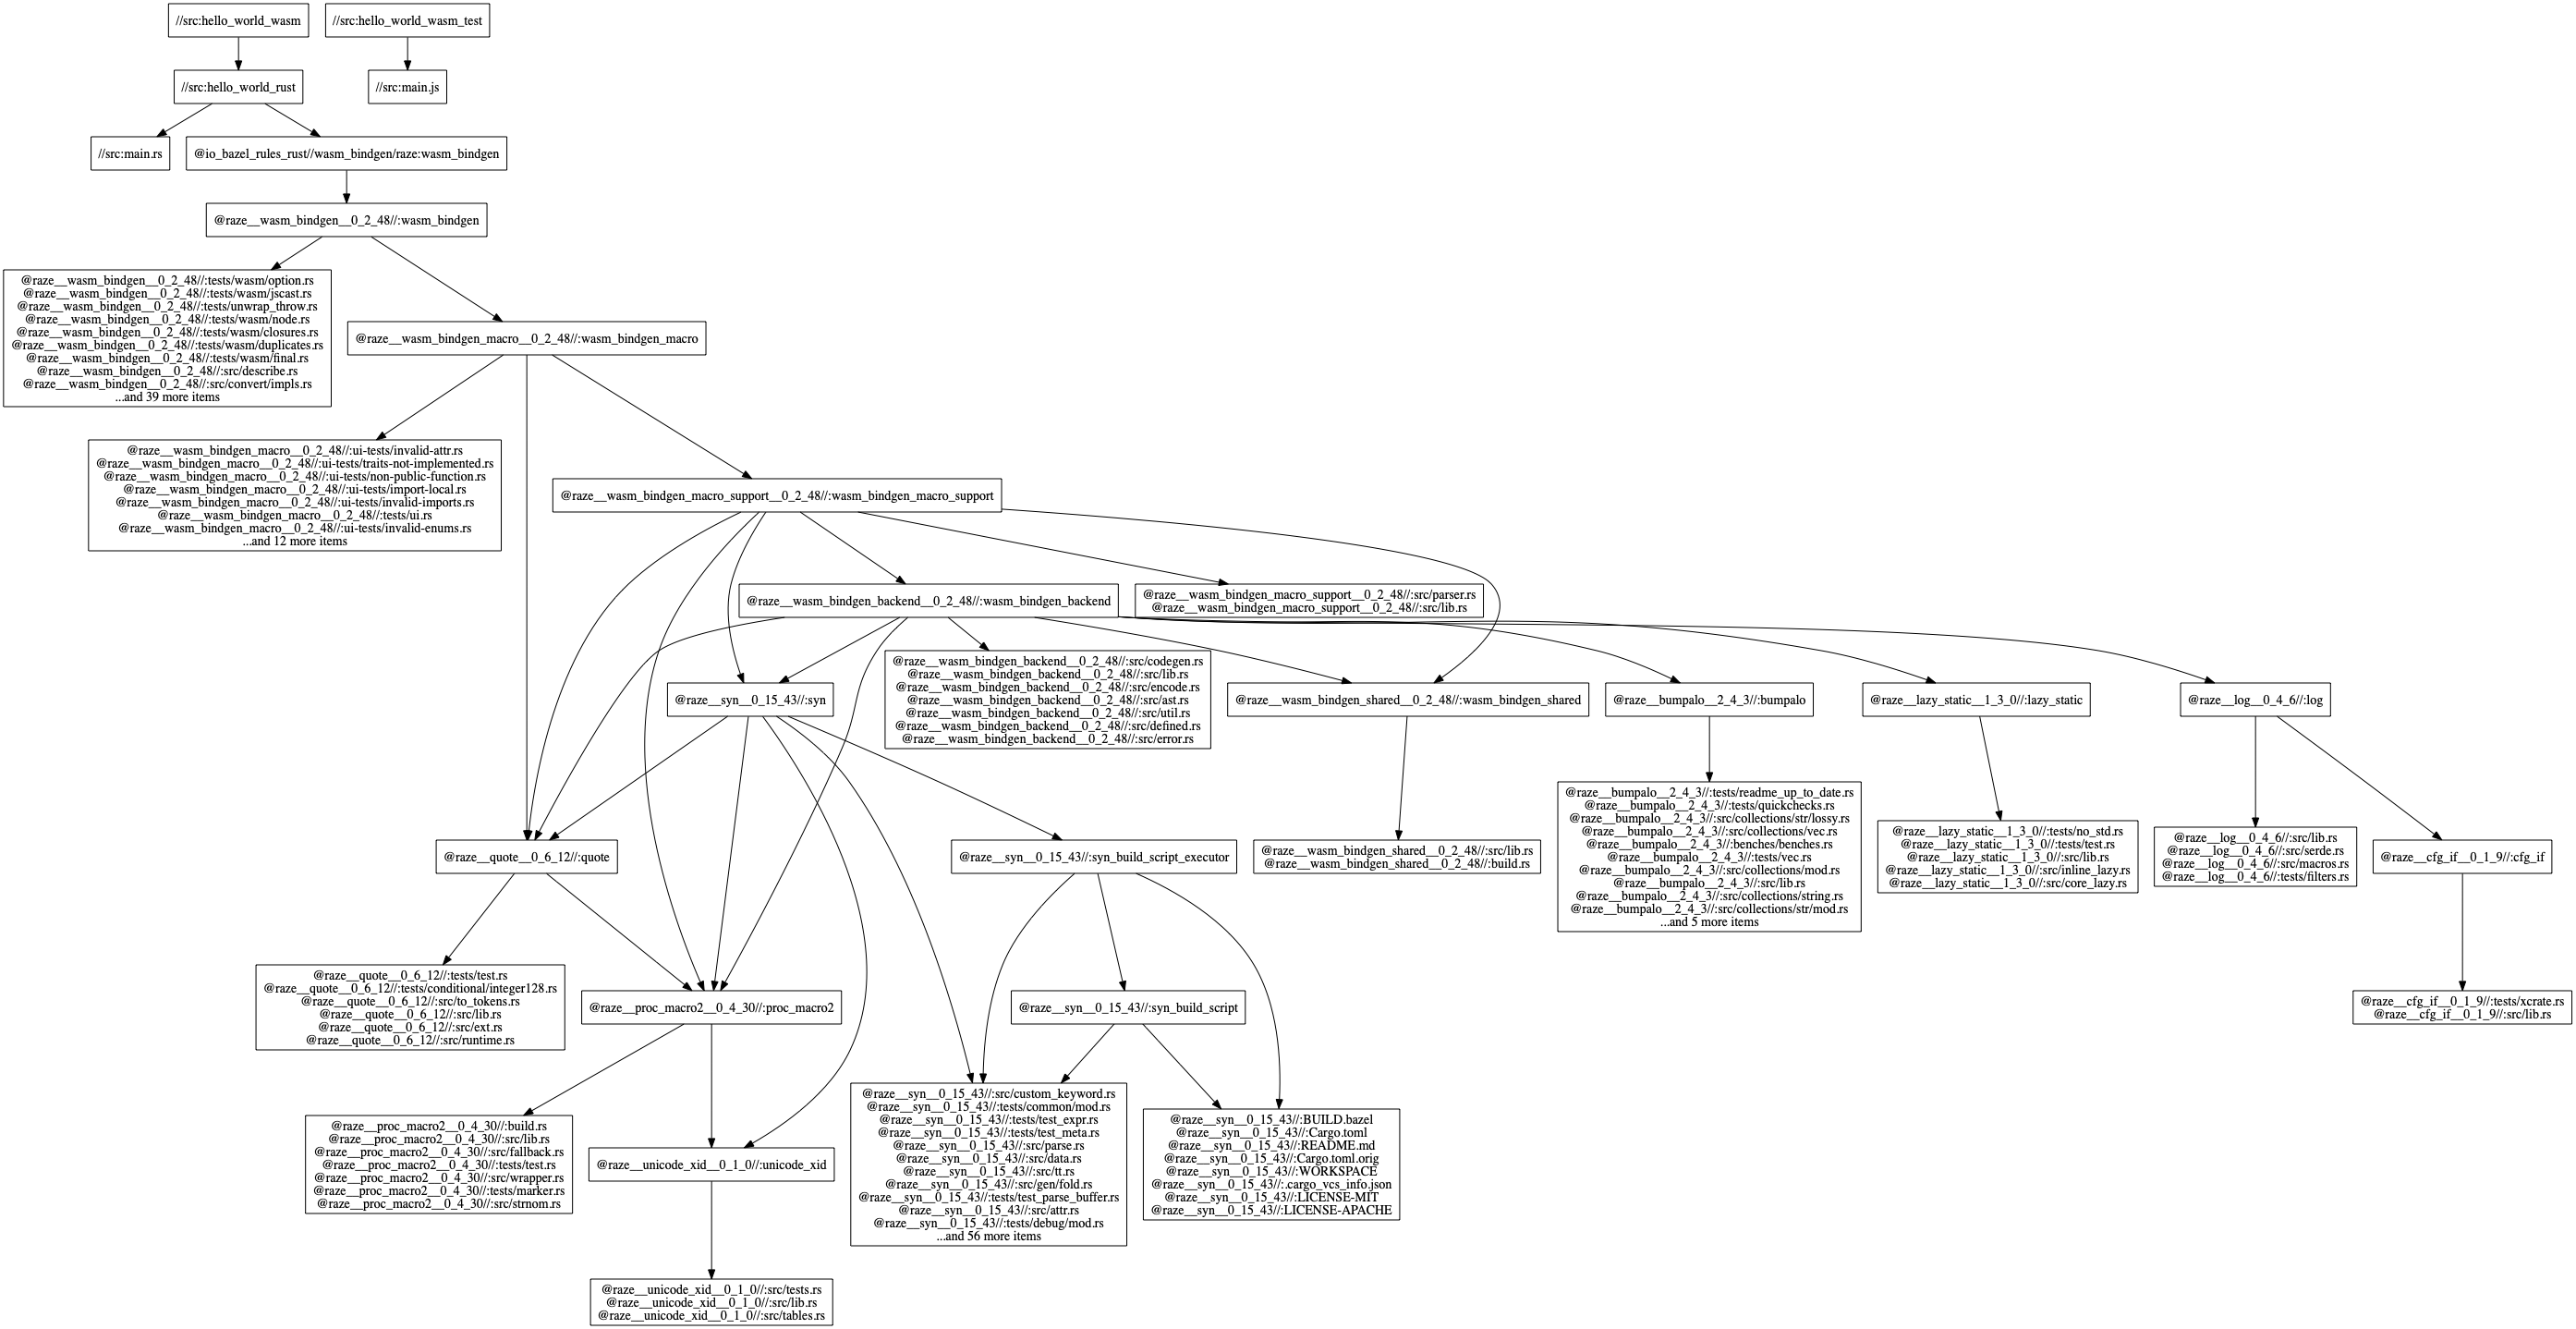 //src:hello_world_wasm
//src:hello_world_wasm_test
//src:hello_world_rust
//src:main.js
//src:main.rs
@io_bazel_rules_rust//wasm_bindgen/raze:wasm_bindgen
@raze__wasm_bindgen__0_2_48//:wasm_bindgen
@raze__wasm_bindgen__0_2_48//:tests/wasm/option.rs
@raze__wasm_bindgen__0_2_48//:tests/wasm/jscast.rs
@raze__wasm_bindgen__0_2_48//:tests/unwrap_throw.rs
@raze__wasm_bindgen__0_2_48//:tests/wasm/node.rs
@raze__wasm_bindgen__0_2_48//:tests/wasm/closures.rs
@raze__wasm_bindgen__0_2_48//:tests/wasm/duplicates.rs
@raze__wasm_bindgen__0_2_48//:tests/wasm/final.rs
@raze__wasm_bindgen__0_2_48//:src/describe.rs
@raze__wasm_bindgen__0_2_48//:src/convert/impls.rs
...and 39 more items
@raze__wasm_bindgen_macro__0_2_48//:wasm_bindgen_macro
@raze__wasm_bindgen_macro__0_2_48//:ui-tests/invalid-attr.rs
@raze__wasm_bindgen_macro__0_2_48//:ui-tests/traits-not-implemented.rs
@raze__wasm_bindgen_macro__0_2_48//:ui-tests/non-public-function.rs
@raze__wasm_bindgen_macro__0_2_48//:ui-tests/import-local.rs
@raze__wasm_bindgen_macro__0_2_48//:ui-tests/invalid-imports.rs
@raze__wasm_bindgen_macro__0_2_48//:tests/ui.rs
@raze__wasm_bindgen_macro__0_2_48//:ui-tests/invalid-enums.rs
...and 12 more items
@raze__wasm_bindgen_macro_support__0_2_48//:wasm_bindgen_macro_support
@raze__wasm_bindgen_backend__0_2_48//:wasm_bindgen_backend
@raze__wasm_bindgen_macro_support__0_2_48//:src/parser.rs
@raze__wasm_bindgen_macro_support__0_2_48//:src/lib.rs
@raze__syn__0_15_43//:syn
@raze__wasm_bindgen_backend__0_2_48//:src/codegen.rs
@raze__wasm_bindgen_backend__0_2_48//:src/lib.rs
@raze__wasm_bindgen_backend__0_2_48//:src/encode.rs
@raze__wasm_bindgen_backend__0_2_48//:src/ast.rs
@raze__wasm_bindgen_backend__0_2_48//:src/util.rs
@raze__wasm_bindgen_backend__0_2_48//:src/defined.rs
@raze__wasm_bindgen_backend__0_2_48//:src/error.rs
@raze__wasm_bindgen_shared__0_2_48//:wasm_bindgen_shared
@raze__bumpalo__2_4_3//:bumpalo
@raze__lazy_static__1_3_0//:lazy_static
@raze__log__0_4_6//:log
@raze__quote__0_6_12//:quote
@raze__syn__0_15_43//:syn_build_script_executor
@raze__wasm_bindgen_shared__0_2_48//:src/lib.rs
@raze__wasm_bindgen_shared__0_2_48//:build.rs
@raze__bumpalo__2_4_3//:tests/readme_up_to_date.rs
@raze__bumpalo__2_4_3//:tests/quickchecks.rs
@raze__bumpalo__2_4_3//:src/collections/str/lossy.rs
@raze__bumpalo__2_4_3//:src/collections/vec.rs
@raze__bumpalo__2_4_3//:benches/benches.rs
@raze__bumpalo__2_4_3//:tests/vec.rs
@raze__bumpalo__2_4_3//:src/collections/mod.rs
@raze__bumpalo__2_4_3//:src/lib.rs
@raze__bumpalo__2_4_3//:src/collections/string.rs
@raze__bumpalo__2_4_3//:src/collections/str/mod.rs
...and 5 more items
@raze__lazy_static__1_3_0//:tests/no_std.rs
@raze__lazy_static__1_3_0//:tests/test.rs
@raze__lazy_static__1_3_0//:src/lib.rs
@raze__lazy_static__1_3_0//:src/inline_lazy.rs
@raze__lazy_static__1_3_0//:src/core_lazy.rs
@raze__log__0_4_6//:src/lib.rs
@raze__log__0_4_6//:src/serde.rs
@raze__log__0_4_6//:src/macros.rs
@raze__log__0_4_6//:tests/filters.rs
@raze__cfg_if__0_1_9//:cfg_if
@raze__quote__0_6_12//:tests/test.rs
@raze__quote__0_6_12//:tests/conditional/integer128.rs
@raze__quote__0_6_12//:src/to_tokens.rs
@raze__quote__0_6_12//:src/lib.rs
@raze__quote__0_6_12//:src/ext.rs
@raze__quote__0_6_12//:src/runtime.rs
@raze__proc_macro2__0_4_30//:proc_macro2
@raze__syn__0_15_43//:syn_build_script
@raze__cfg_if__0_1_9//:tests/xcrate.rs
@raze__cfg_if__0_1_9//:src/lib.rs
@raze__proc_macro2__0_4_30//:build.rs
@raze__proc_macro2__0_4_30//:src/lib.rs
@raze__proc_macro2__0_4_30//:src/fallback.rs
@raze__proc_macro2__0_4_30//:tests/test.rs
@raze__proc_macro2__0_4_30//:src/wrapper.rs
@raze__proc_macro2__0_4_30//:tests/marker.rs
@raze__proc_macro2__0_4_30//:src/strnom.rs
@raze__unicode_xid__0_1_0//:unicode_xid
@raze__syn__0_15_43//:src/custom_keyword.rs
@raze__syn__0_15_43//:tests/common/mod.rs
@raze__syn__0_15_43//:tests/test_expr.rs
@raze__syn__0_15_43//:tests/test_meta.rs
@raze__syn__0_15_43//:src/parse.rs
@raze__syn__0_15_43//:src/data.rs
@raze__syn__0_15_43//:src/tt.rs
@raze__syn__0_15_43//:src/gen/fold.rs
@raze__syn__0_15_43//:tests/test_parse_buffer.rs
@raze__syn__0_15_43//:src/attr.rs
@raze__syn__0_15_43//:tests/debug/mod.rs
...and 56 more items
@raze__syn__0_15_43//:BUILD.bazel
@raze__syn__0_15_43//:Cargo.toml
@raze__syn__0_15_43//:README.md
@raze__syn__0_15_43//:Cargo.toml.orig
@raze__syn__0_15_43//:WORKSPACE
@raze__syn__0_15_43//:.cargo_vcs_info.json
@raze__syn__0_15_43//:LICENSE-MIT
@raze__syn__0_15_43//:LICENSE-APACHE
@raze__unicode_xid__0_1_0//:src/tests.rs
@raze__unicode_xid__0_1_0//:src/lib.rs
@raze__unicode_xid__0_1_0//:src/tables.rs